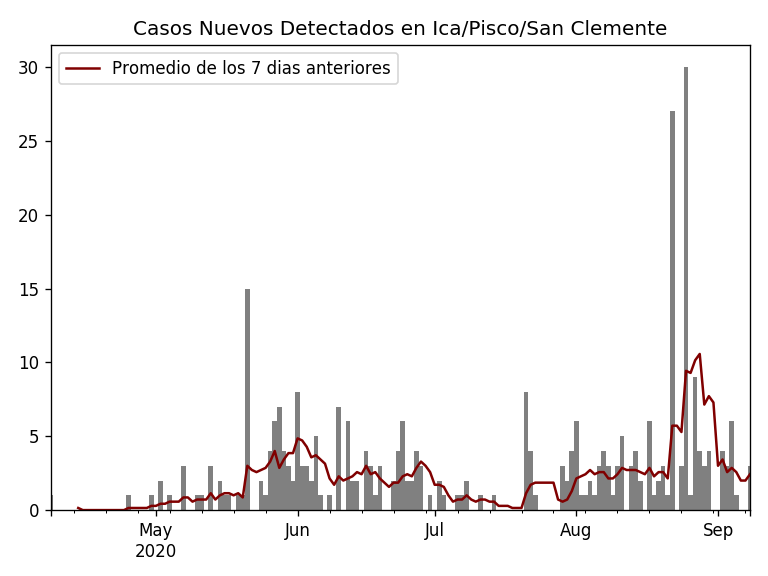 Casos Nuevos Detectados en Ica/Pisco/San Clemente
Promedio de los 7 dias anteriores
30
25
20
15
10
5
0
May Jun Jul Aug Sep
2020